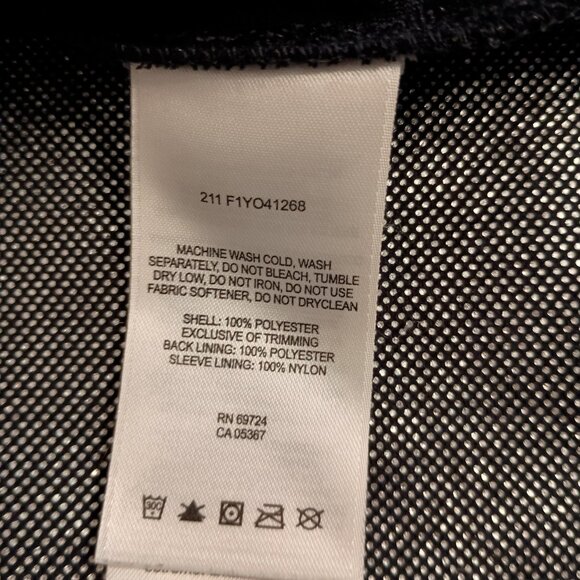 211 F1YO41268
MACHINE WASH COLD, WASH
SEPARATELY, DO NOT BLEACH, TUMBLE
DRY LOW, DO NOT IRON, DO NOT USE
FABRIC SOFTENER, DO NOT DRYCLEAN
SHELL: 100% POLYESTER
EXCLUSIVE OF TRIMMING
BACK LINING: 100% POLYESTER
SLEEVE LINING: 100% NYLON
RN 69724
CA 05367